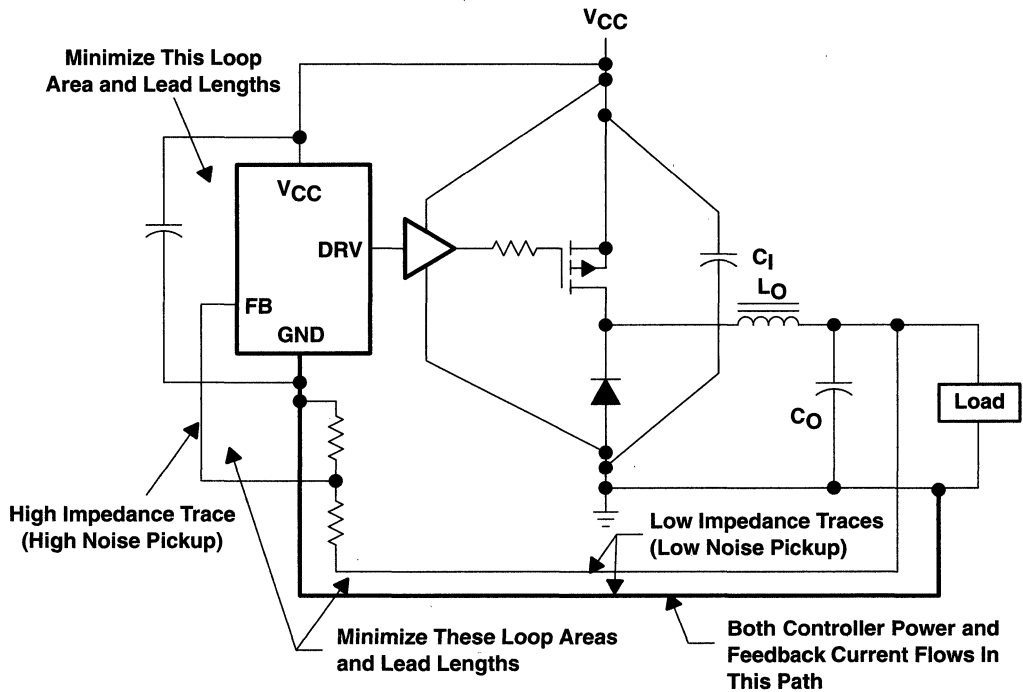 VCC
Minimize This Loop
Area and Lead Lengths
VCC
DRV
FB
GND
CI
LO
CO
Load
High Impedance Trace
(High Noise Pickup)
Low Impedance Traces
(Low Noise Pickup)
Minimize These Loop Areas
and Lead Lengths
Both Controller Power and
Feedback Current Flows In
This Path